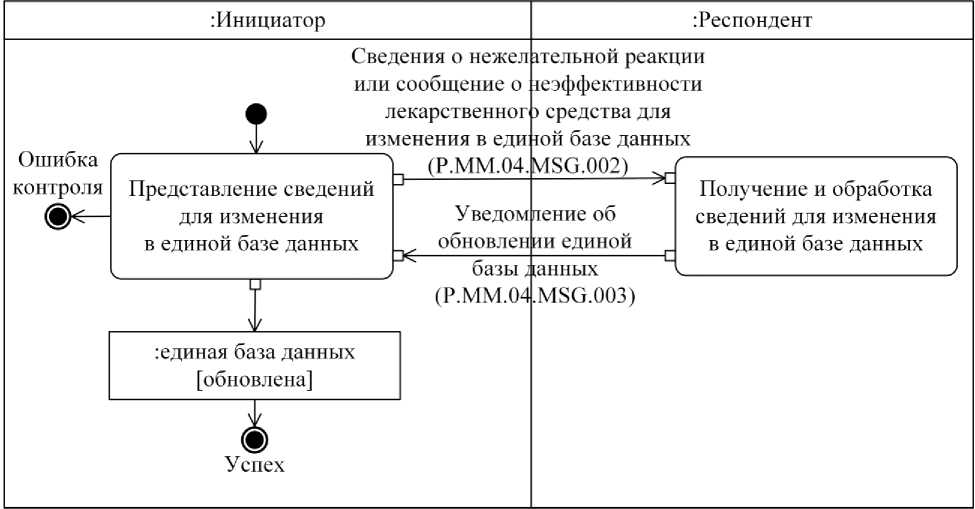 :Инициатор
:Респондент
Сведения о нежелательной реакции
или сообщение о неэффективности
лекарственного средства для
изменения в единой базе данных
(P.MM.04.MSG.002)
Ошибка
контроля
Представление сведений
для изменения
в единой базе данных
Получение и обработка
сведений для изменения
в единой базе данных
Уведомление об
обновлении единой
базы данных
(P.MM.04.MSG.003)
:единая база данных
[обновлена]
Успех